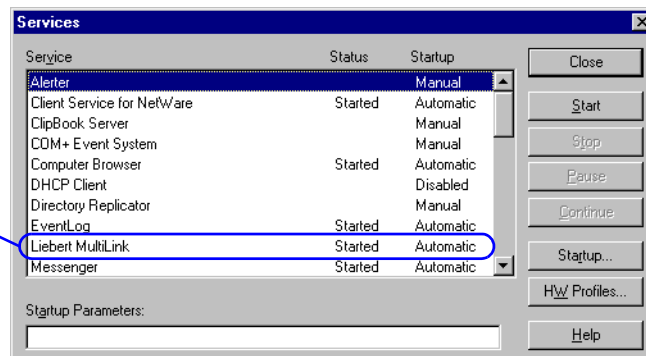 Services
Service Status Startup
Alerter Manual
Client Service for NetWare Started Automatic
ClipBook Server Manual
COM+ Event System Manual
Computer Browser Started Automatic
DHCP Client Disabled
Directory Replicator Manual
EventLog Started Automatic
Liebert MultiLink Started Automatic
Messenger Started Automatic
Startup Parameters:
Close
Start
Stop
Pause
Continue
Startup...
HW Profiles...
Help